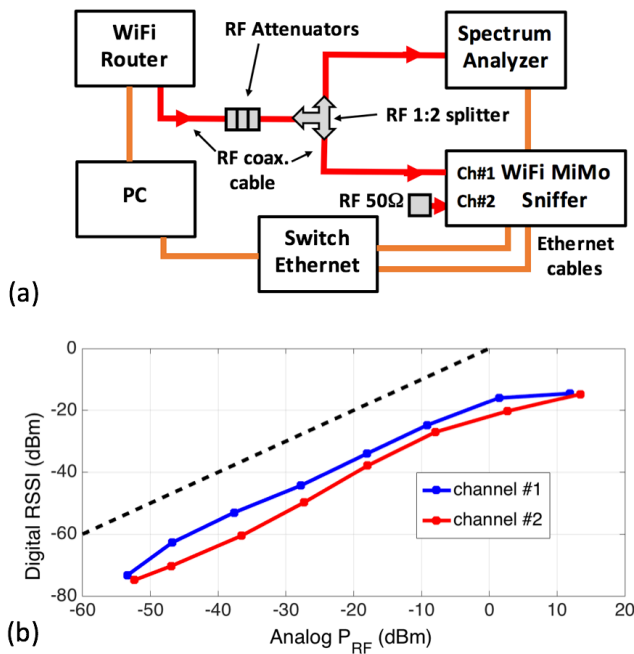 WiFi
Router
RF Attenuators
Spectrum
Analyzer
RF 1:2 splitter
RF coax.
cable
PC
Ch#1 WiFi MiMo
Ch#2 Sniffer
RF 50Ω
Switch
Ethernet
Ethernet
cables
(a)
0
-20
-40
-60
-80
Digital RSSI (dBm)
channel #1
channel #2
-60 -50 -40 -30 -20 -10 0 10 20
Analog P_RF (dBm)
(b)